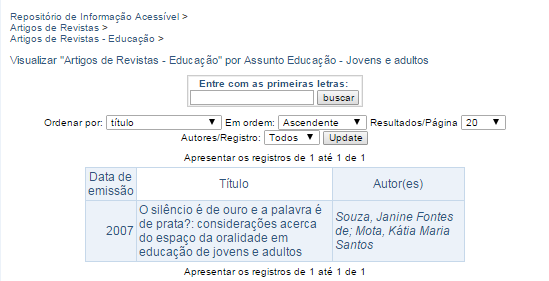 Repositório de Informação Acessível >
Artigos de Revistas >
Artigos de Revistas - Educação >
Visualizar "Artigos de Revistas - Educação" por Assunto Educação - Jovens e adultos
Entre com as primeiras letras:
buscar
Ordenar por: título Em ordem: Ascendente Resultados/Página 20
Autores/Registro: Todos Update
Apresentar os registros de 1 até 1 de 1
Data de emissão Título Autor(es)
2007 O silêncio é de ouro e a palavra é de prata?: considerações acerca do espaço da oralidade em educação de jovens e adultos Souza, Janine Fontes de; Mota, Kátia Maria Santos
Apresentar os registros de 1 até 1 de 1